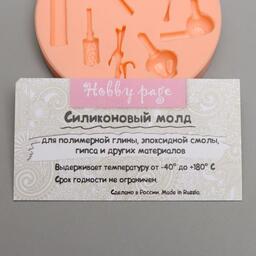 Hobby page
Силиконовый молд
для полимерной глины, эпоксидной смолы,
гипса и других материалов
Выдерживает температуру от -40° до +180° С
Срок годности не ограничен.
Сделано в России. Made in Russia.